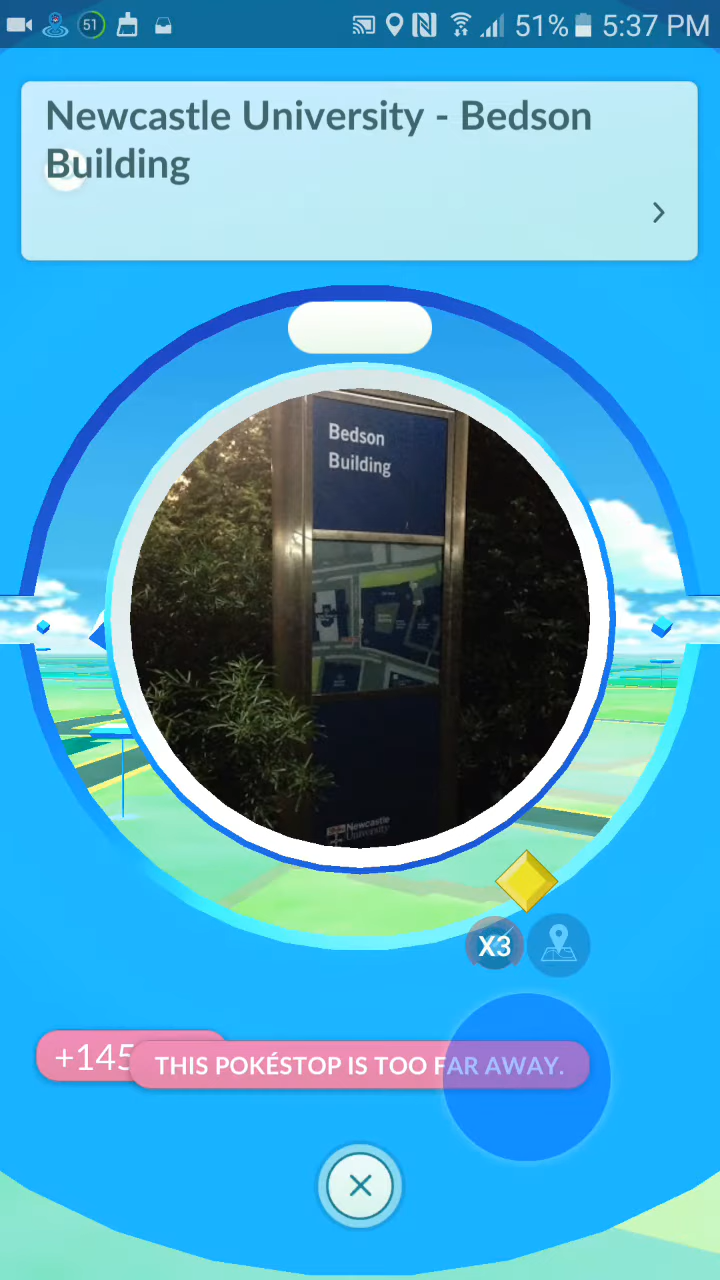 51 51% 5:37 PM
Newcastle University - Bedson
Building
Bedson
Building
Newcastle
University
X3
+145
THIS POKÉSTOP IS TOO FAR AWAY.